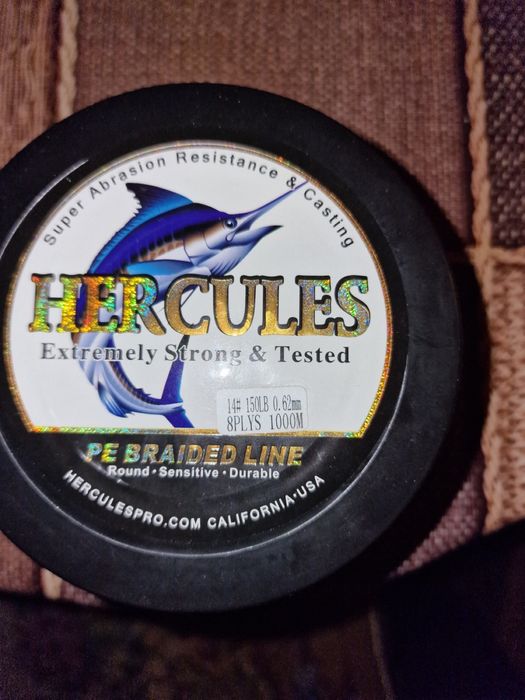 Super Abrasion Resistance & Casting
HERCULES
Extremely Strong & Tested
14# 150LB 0.62mm
8PLYS 1000M
PE BRAIDED LINE
Round • Sensitive • Durable
HERCULESPRO.COM CALIFORNIA • USA